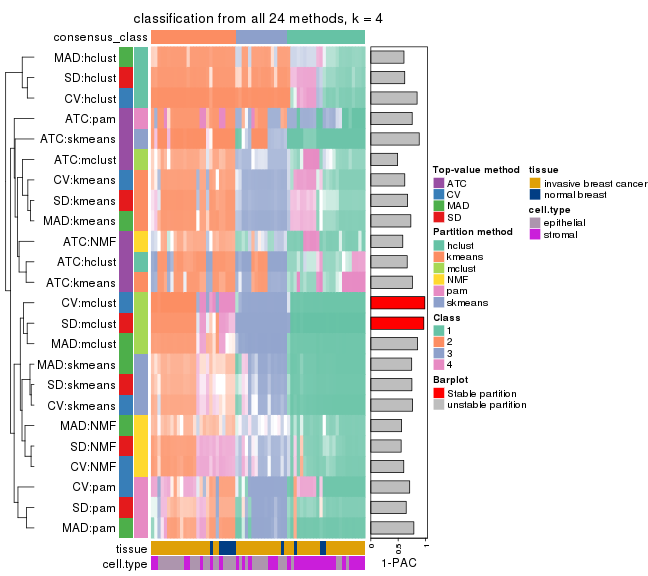 classification from all 24 methods, k = 4
consensus_class
MAD:hclust
SD:hclust
CV:hclust
ATC:pam
ATC:skmeans
ATC:mclust
CV:kmeans
SD:kmeans
MAD:kmeans
ATC:NMF
ATC:hclust
ATC:kmeans
CV:mclust
SD:mclust
MAD:mclust
MAD:skmeans
SD:skmeans
CV:skmeans
MAD:NMF
SD:NMF
CV:NMF
CV:pam
SD:pam
MAD:pam
tissue
cell.type
0
0.5
1
1-PAC
Top-value method
ATC
CV
MAD
SD
Partition method
hclust
kmeans
mclust
NMF
pam
skmeans
Class
1
2
3
4
Barplot
Stable partition
unstable partition
tissue
invasive breast cancer
normal breast
cell.type
epithelial
stromal